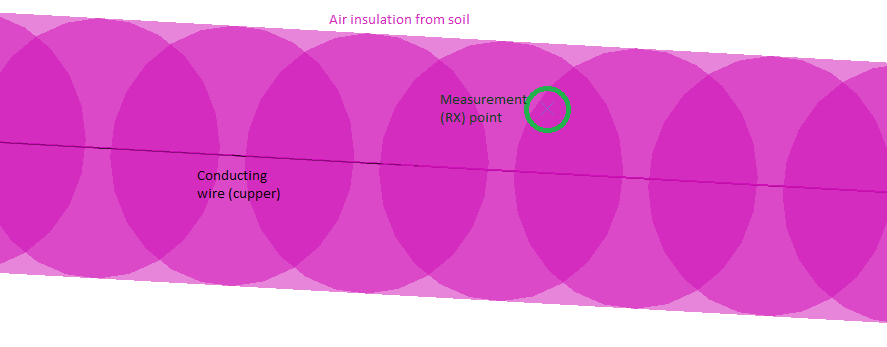 Air insulation from soil
Measurement
(RX) point
Conducting
wire (cupper)